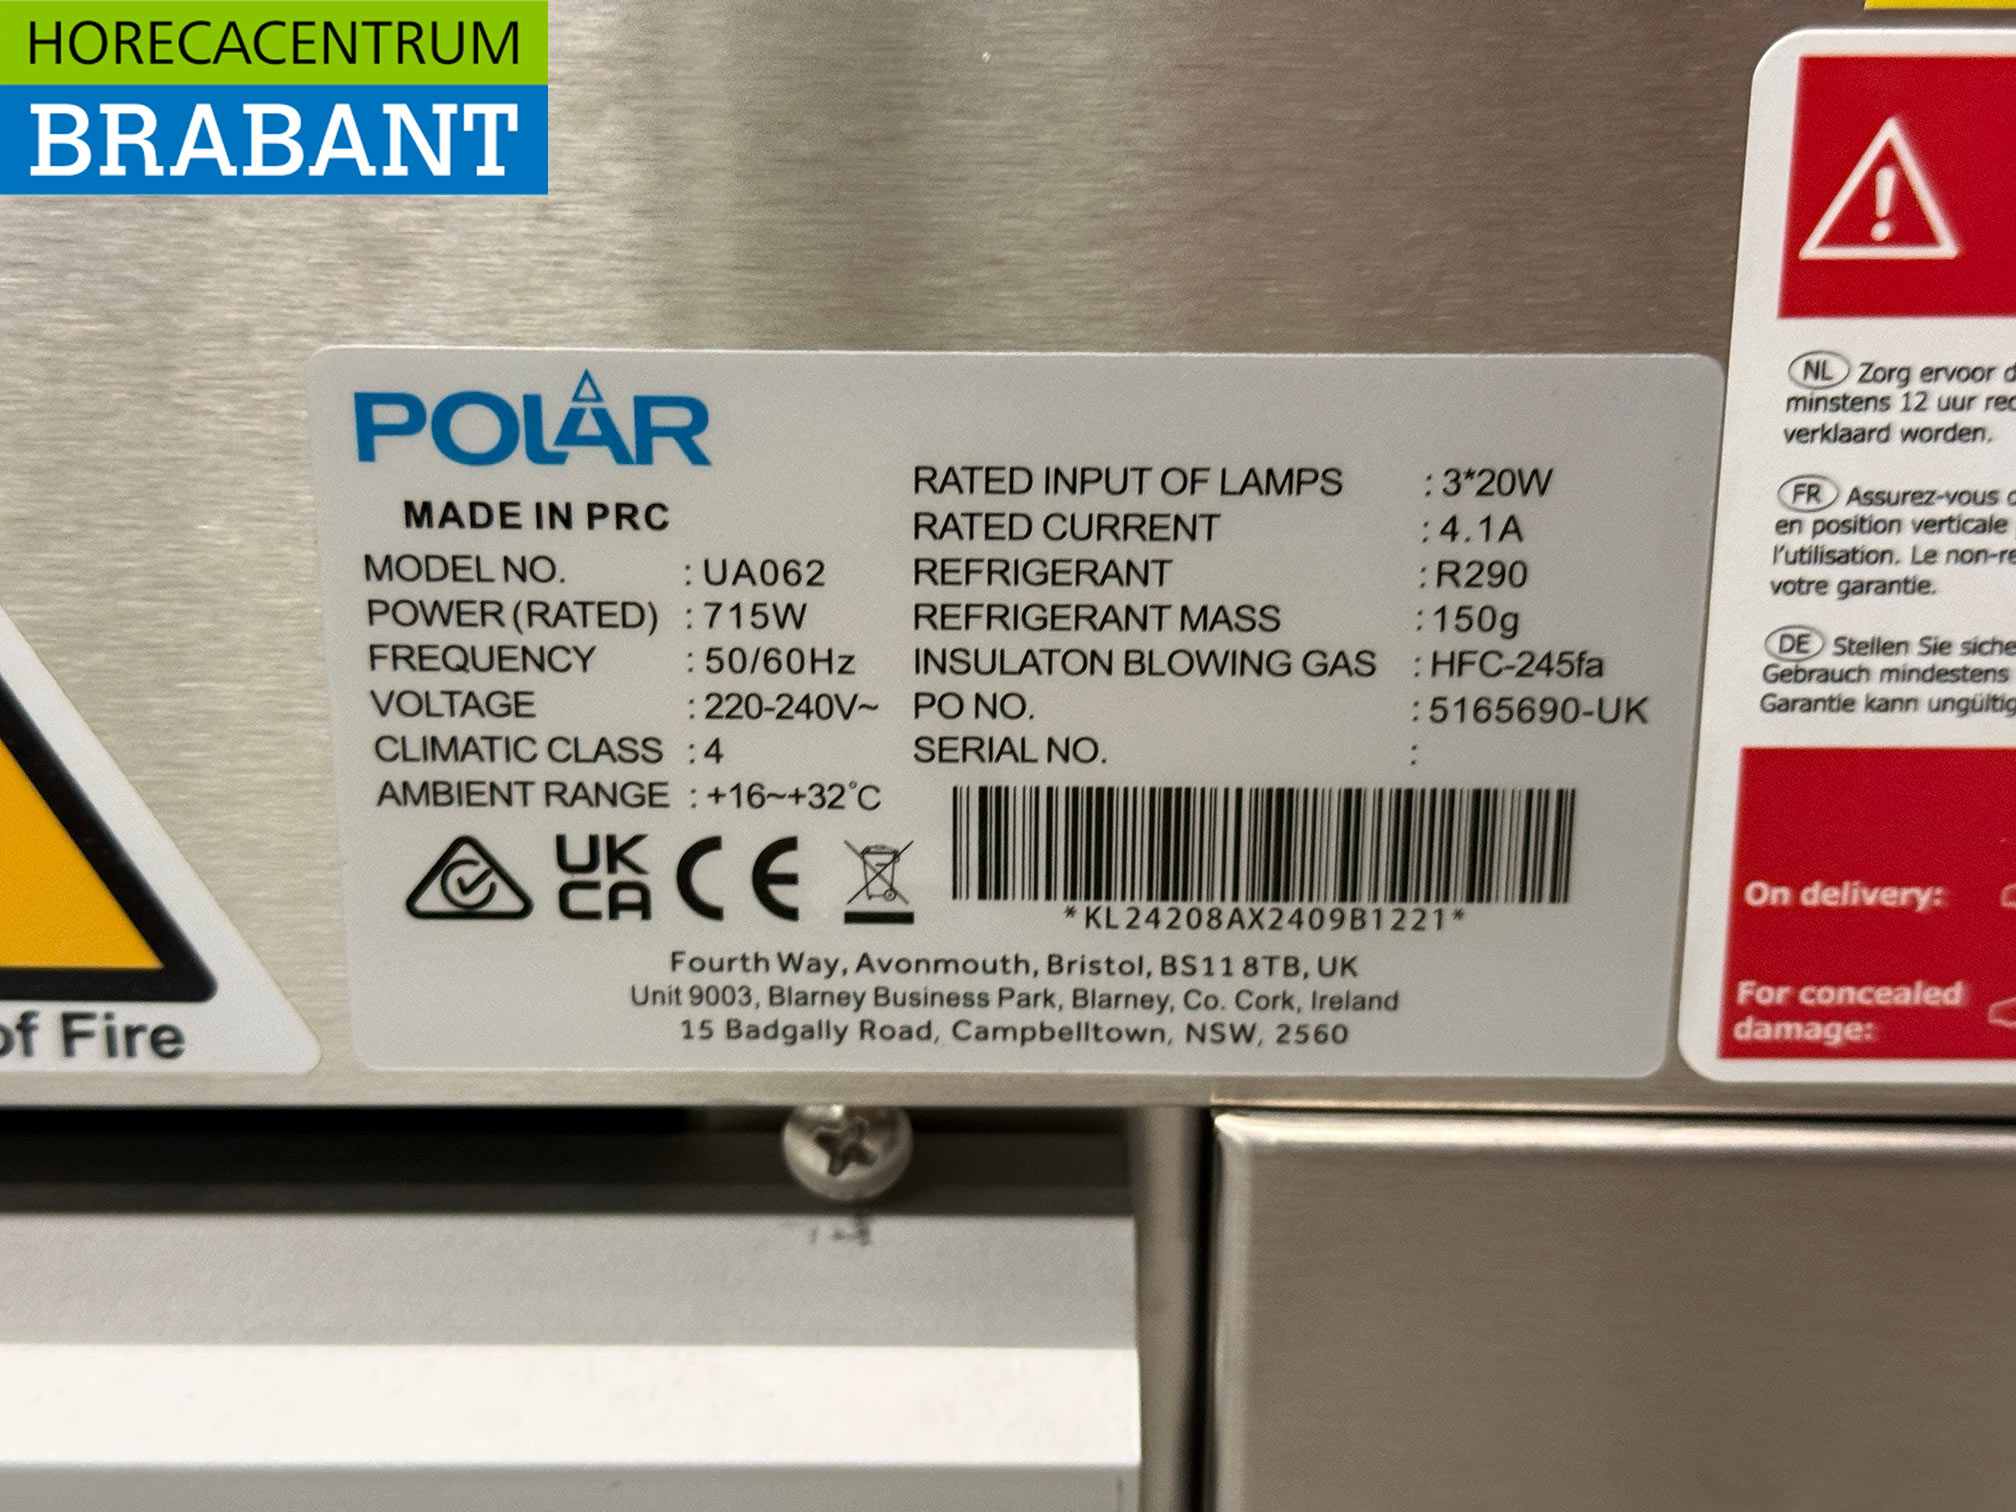 HORECACENTRUM
BRABANT
POLAR
MADE IN PRC
MODEL NO. : UA062
POWER (RATED) : 715W
FREQUENCY : 50/60Hz
VOLTAGE : 220-240V~
CLIMATIC CLASS : 4
AMBIENT RANGE : +16~+32°C
RATED INPUT OF LAMPS : 3*20W
RATED CURRENT : 4.1A
REFRIGERANT : R290
REFRIGERANT MASS : 150g
INSULATON BLOWING GAS : HFC-245fa
PO NO. : 5165690-UK
SERIAL NO. :
UK
CA
CE
*KL24208AX2409B1221*
Fourth Way, Avonmouth, Bristol, BS11 8TB, UK
Unit 9003, Blarney Business Park, Blarney, Co. Cork, Ireland
15 Badgally Road, Campbelltown, NSW, 2560
of Fire
NL Zorg ervoor
minstens 12 uur
verklaard worden.
FR Assurez-vous
en position verticale
l'utilisation. Le
votre garantie.
DE Stellen Sie
Gebrauch mindestens
Garantie kann
On delivery:
For concealed
damage: